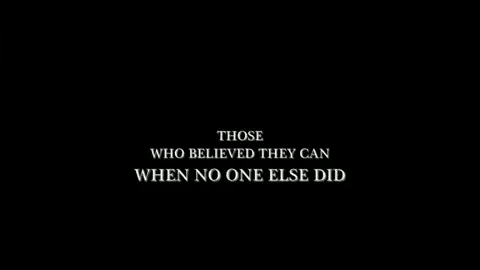 THOSE
WHO BELIEVED THEY CAN
WHEN NO ONE ELSE DID